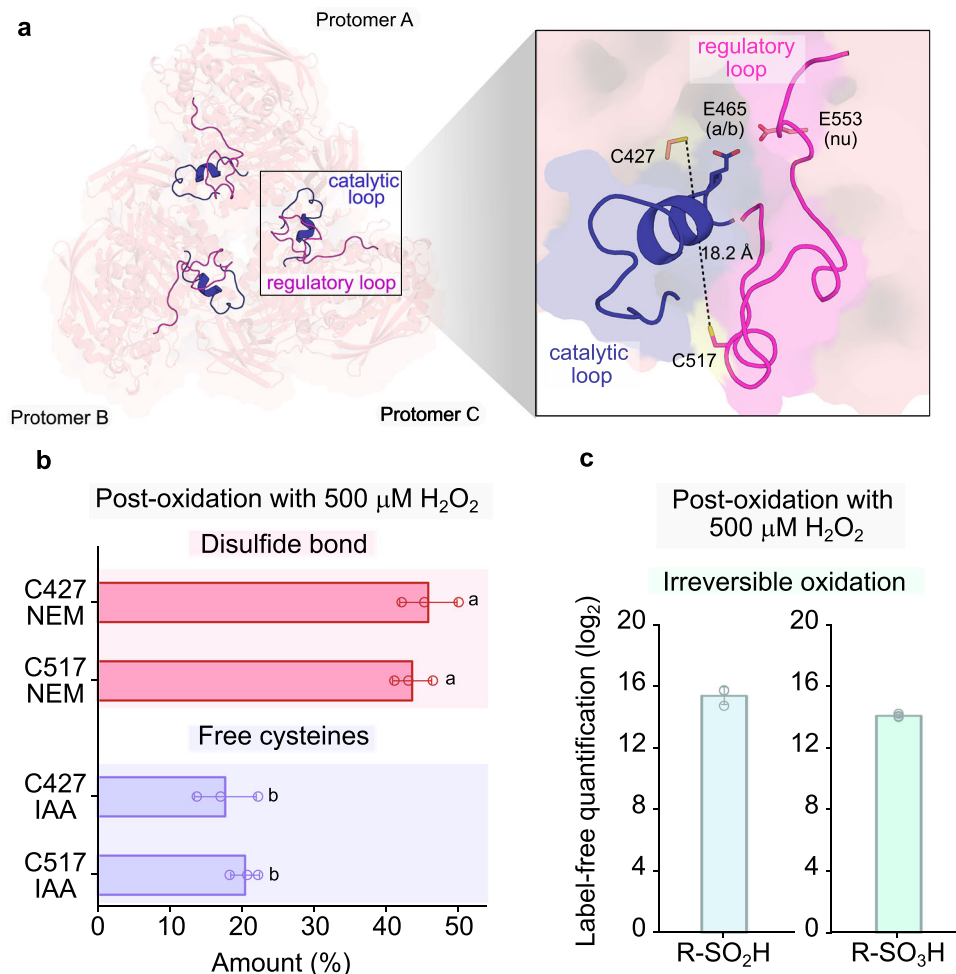 a
Protomer A
catalytic
loop
regulatory loop
Protomer B
Protomer C
regulatory
loop
E465
(a/b)
E553
(nu)
C427
18.2 Å
C517
catalytic
loop
b
Post-oxidation with 500 μM H₂O₂
Disulfide bond
C427
NEM
a
C517
NEM
a
Free cysteines
C427
IAA
b
C517
IAA
b
0 10 20 30 40 50
Amount (%)
c
Post-oxidation with
500 μM H₂O₂
Irreversible oxidation
Label-free quantification (log₂)
20
16
12
8
4
0
R-SO₂H
20
16
12
8
4
0
R-SO₃H